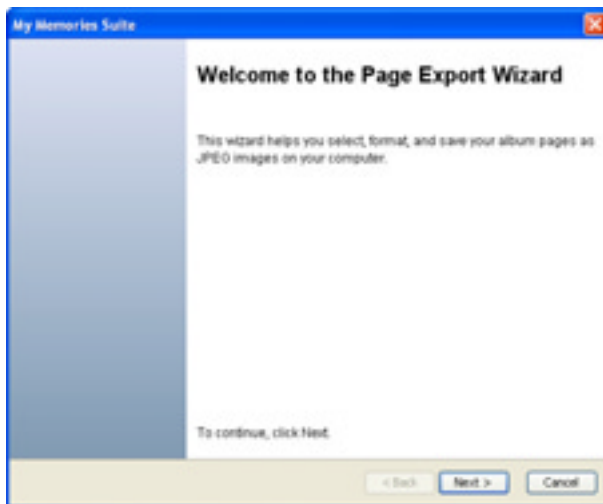 My Memories Suite
Welcome to the Page Export Wizard
This wizard helps you select, format, and save your album pages as
JPEG images on your computer.
To continue, click Next.
< Back
Next >
Cancel